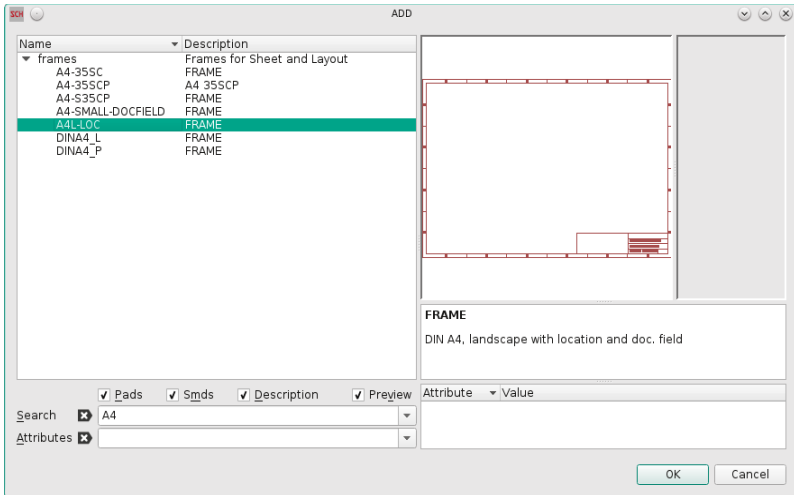 SCH
ADD
Name Description
frames Frames for Sheet and Layout
A4-35SC FRAME
A4-35SCP A4 35SCP
A4-S35CP FRAME
A4-SMALL-DOCFIELD FRAME
A4L-LOC FRAME
DINA4_L FRAME
DINA4_P FRAME
FRAME
DIN A4, landscape with location and doc. field
Pads Smds Description Preview
Attribute Value
Search A4
Attributes
OK Cancel